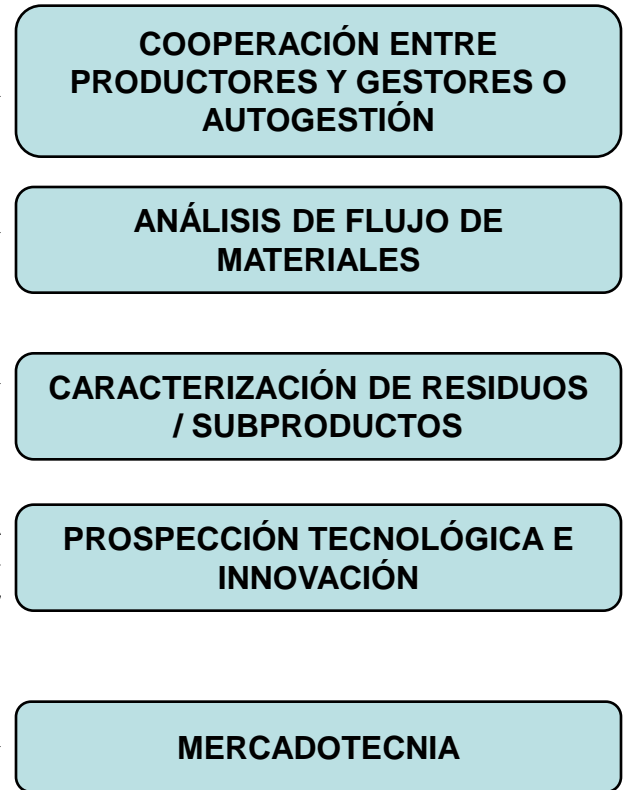 COOPERACIÓN ENTRE
PRODUCTORES Y GESTORES O
AUTOGESTIÓN
ANÁLISIS DE FLUJO DE
MATERIALES
CARACTERIZACIÓN DE RESIDUOS
/ SUBPRODUCTOS
PROSPECCIÓN TECNOLÓGICA E
INNOVACIÓN
MERCADOTECNIA